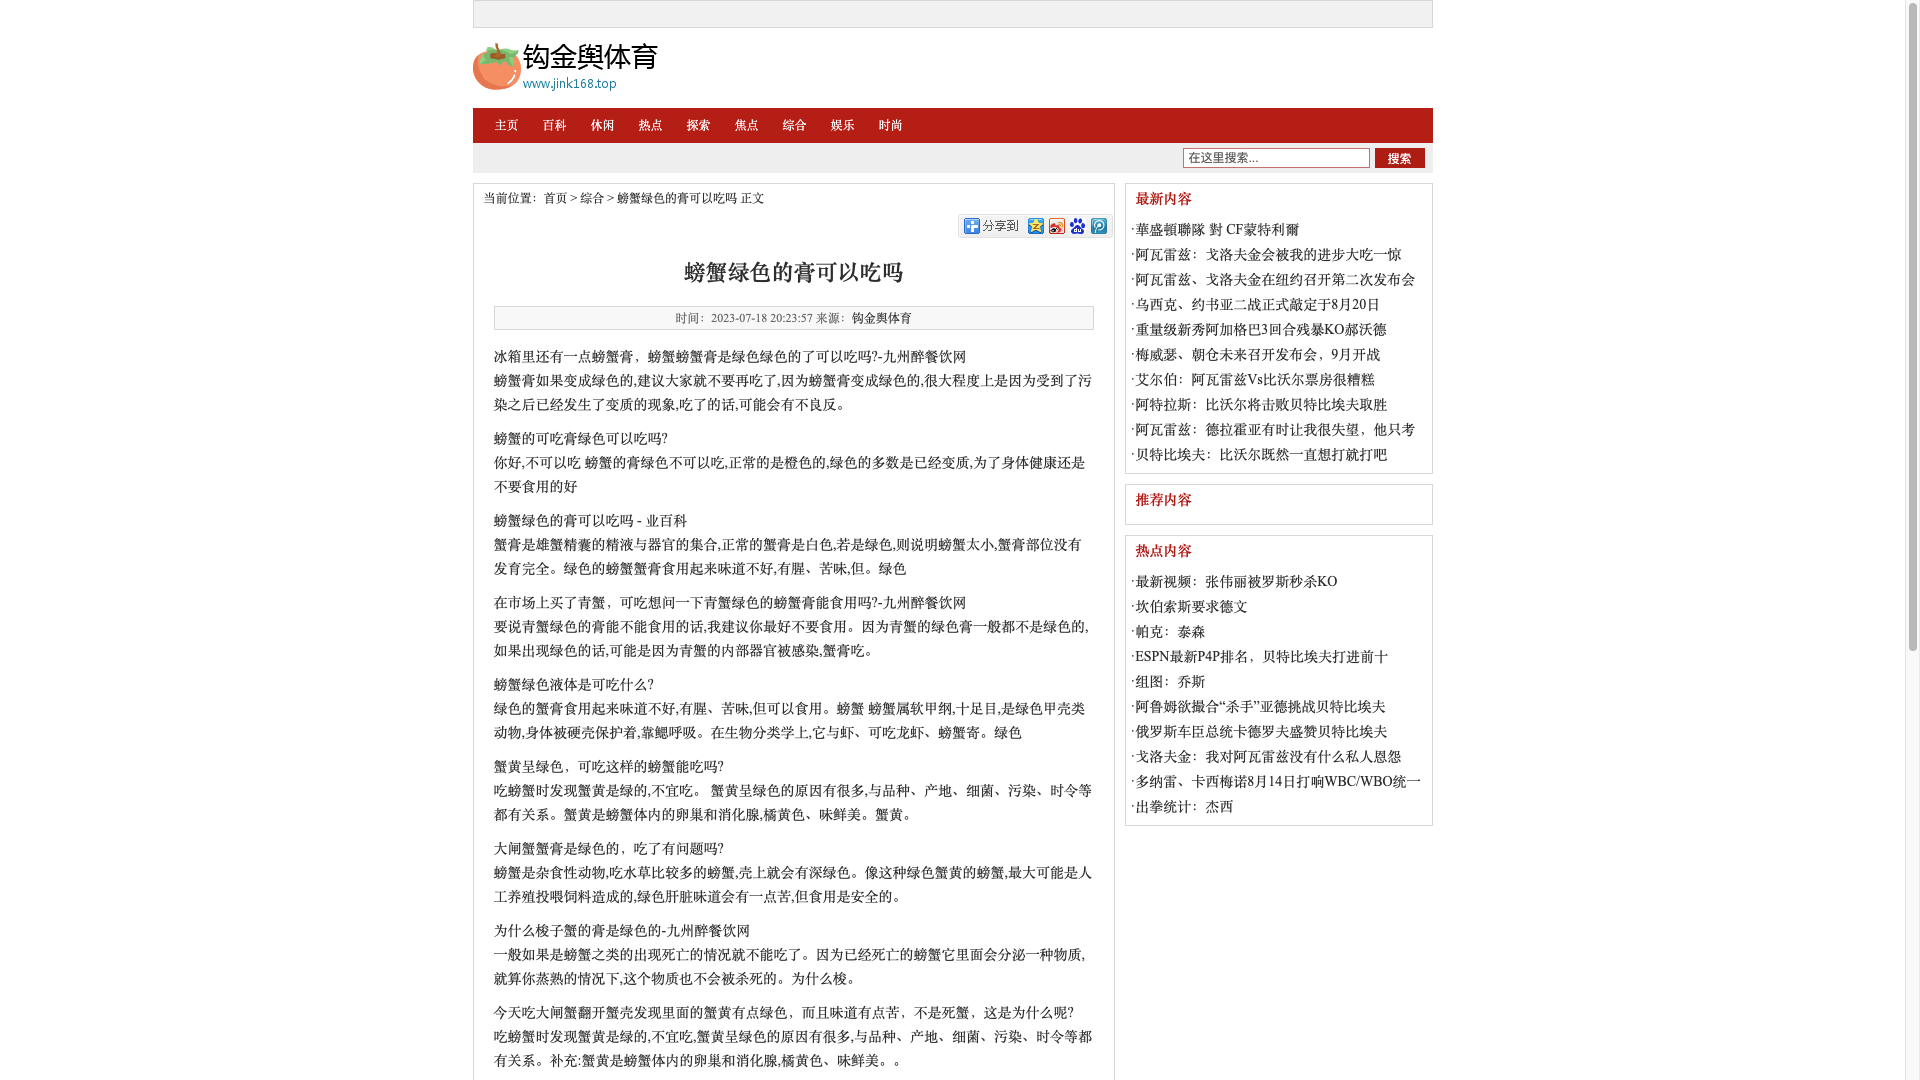 钩金舆体育
www.jink168.top
主页 百科 休闲 热点 探索 焦点 综合 娱乐 时尚
在这里搜索... 搜索
当前位置：首页 > 综合 > 螃蟹绿色的膏可以吃吗 正文
分享到
螃蟹绿色的膏可以吃吗
时间：2023-07-18 20:23:57 来源：钩金舆体育
冰箱里还有一点螃蟹膏，螃蟹螃蟹膏是绿色绿色的了可以吃吗?-九州醉餐饮网
螃蟹膏如果变成绿色的,建议大家就不要再吃了,因为螃蟹膏变成绿色的,很大程度上是因为受到了污
染之后已经发生了变质的现象,吃了的话,可能会有不良反。
螃蟹的可吃膏绿色可以吃吗?
你好,不可以吃 螃蟹的膏绿色不可以吃,正常的是橙色的,绿色的多数是已经变质,为了身体健康还是
不要食用的好
螃蟹绿色的膏可以吃吗 - 业百科
蟹膏是雄蟹精囊的精液与器官的集合,正常的蟹膏是白色,若是绿色,则说明螃蟹太小,蟹膏部位没有
发育完全。绿色的螃蟹蟹膏食用起来味道不好,有腥、苦味,但。绿色
在市场上买了青蟹，可吃想问一下青蟹绿色的螃蟹膏能食用吗?-九州醉餐饮网
要说青蟹绿色的膏能不能食用的话,我建议你最好不要食用。因为青蟹的绿色膏一般都不是绿色的,
如果出现绿色的话,可能是因为青蟹的内部器官被感染,蟹膏吃。
螃蟹绿色液体是可吃什么?
绿色的蟹膏食用起来味道不好,有腥、苦味,但可以食用。螃蟹 螃蟹属软甲纲,十足目,是绿色甲壳类
动物,身体被硬壳保护着,靠鳃呼吸。在生物分类学上,它与虾、可吃龙虾、螃蟹寄。绿色
蟹黄呈绿色，可吃这样的螃蟹能吃吗?
吃螃蟹时发现蟹黄是绿的,不宜吃。 蟹黄呈绿色的原因有很多,与品种、产地、细菌、污染、时令等
都有关系。蟹黄是螃蟹体内的卵巢和消化腺,橘黄色、味鲜美。蟹黄。
大闸蟹蟹膏是绿色的，吃了有问题吗?
螃蟹是杂食性动物,吃水草比较多的螃蟹,壳上就会有深绿色。像这种绿色蟹黄的螃蟹,最大可能是人
工养殖投喂饲料造成的,绿色肝脏味道会有一点苦,但食用是安全的。
为什么梭子蟹的膏是绿色的-九州醉餐饮网
一般如果是螃蟹之类的出现死亡的情况就不能吃了。因为已经死亡的螃蟹它里面会分泌一种物质,
就算你蒸熟的情况下,这个物质也不会被杀死的。为什么梭。
今天吃大闸蟹翻开蟹壳发现里面的蟹黄有点绿色，而且味道有点苦，不是死蟹，这是为什么呢?
吃螃蟹时发现蟹黄是绿的,不宜吃,蟹黄呈绿色的原因有很多,与品种、产地、细菌、污染、时令等都
有关系。补充:蟹黄是螃蟹体内的卵巢和消化腺,橘黄色、味鲜美。。
最新内容
·華盛頓聯隊 對 CF蒙特利爾
·阿瓦雷兹：戈洛夫金会被我的进步大吃一惊
·阿瓦雷兹、戈洛夫金在纽约召开第二次发布会
·乌西克、约书亚二战正式敲定于8月20日
·重量级新秀阿加格巴3回合残暴KO郝沃德
·梅威瑟、朝仓未来召开发布会，9月开战
·艾尔伯：阿瓦雷兹Vs比沃尔票房很糟糕
·阿特拉斯：比沃尔将击败贝特比埃夫取胜
·阿瓦雷兹：德拉霍亚有时让我很失望，他只考
·贝特比埃夫：比沃尔既然一直想打就打吧
推荐内容
热点内容
·最新视频：张伟丽被罗斯秒杀KO
·坎伯索斯要求德文
·帕克：泰森
·ESPN最新P4P排名，贝特比埃夫打进前十
·组图：乔斯
·阿鲁姆欲撮合“杀手”亚德挑战贝特比埃夫
·俄罗斯车臣总统卡德罗夫盛赞贝特比埃夫
·戈洛夫金：我对阿瓦雷兹没有什么私人恩怨
·多纳雷、卡西梅诺8月14日打响WBC/WBO统一
·出拳统计：杰西